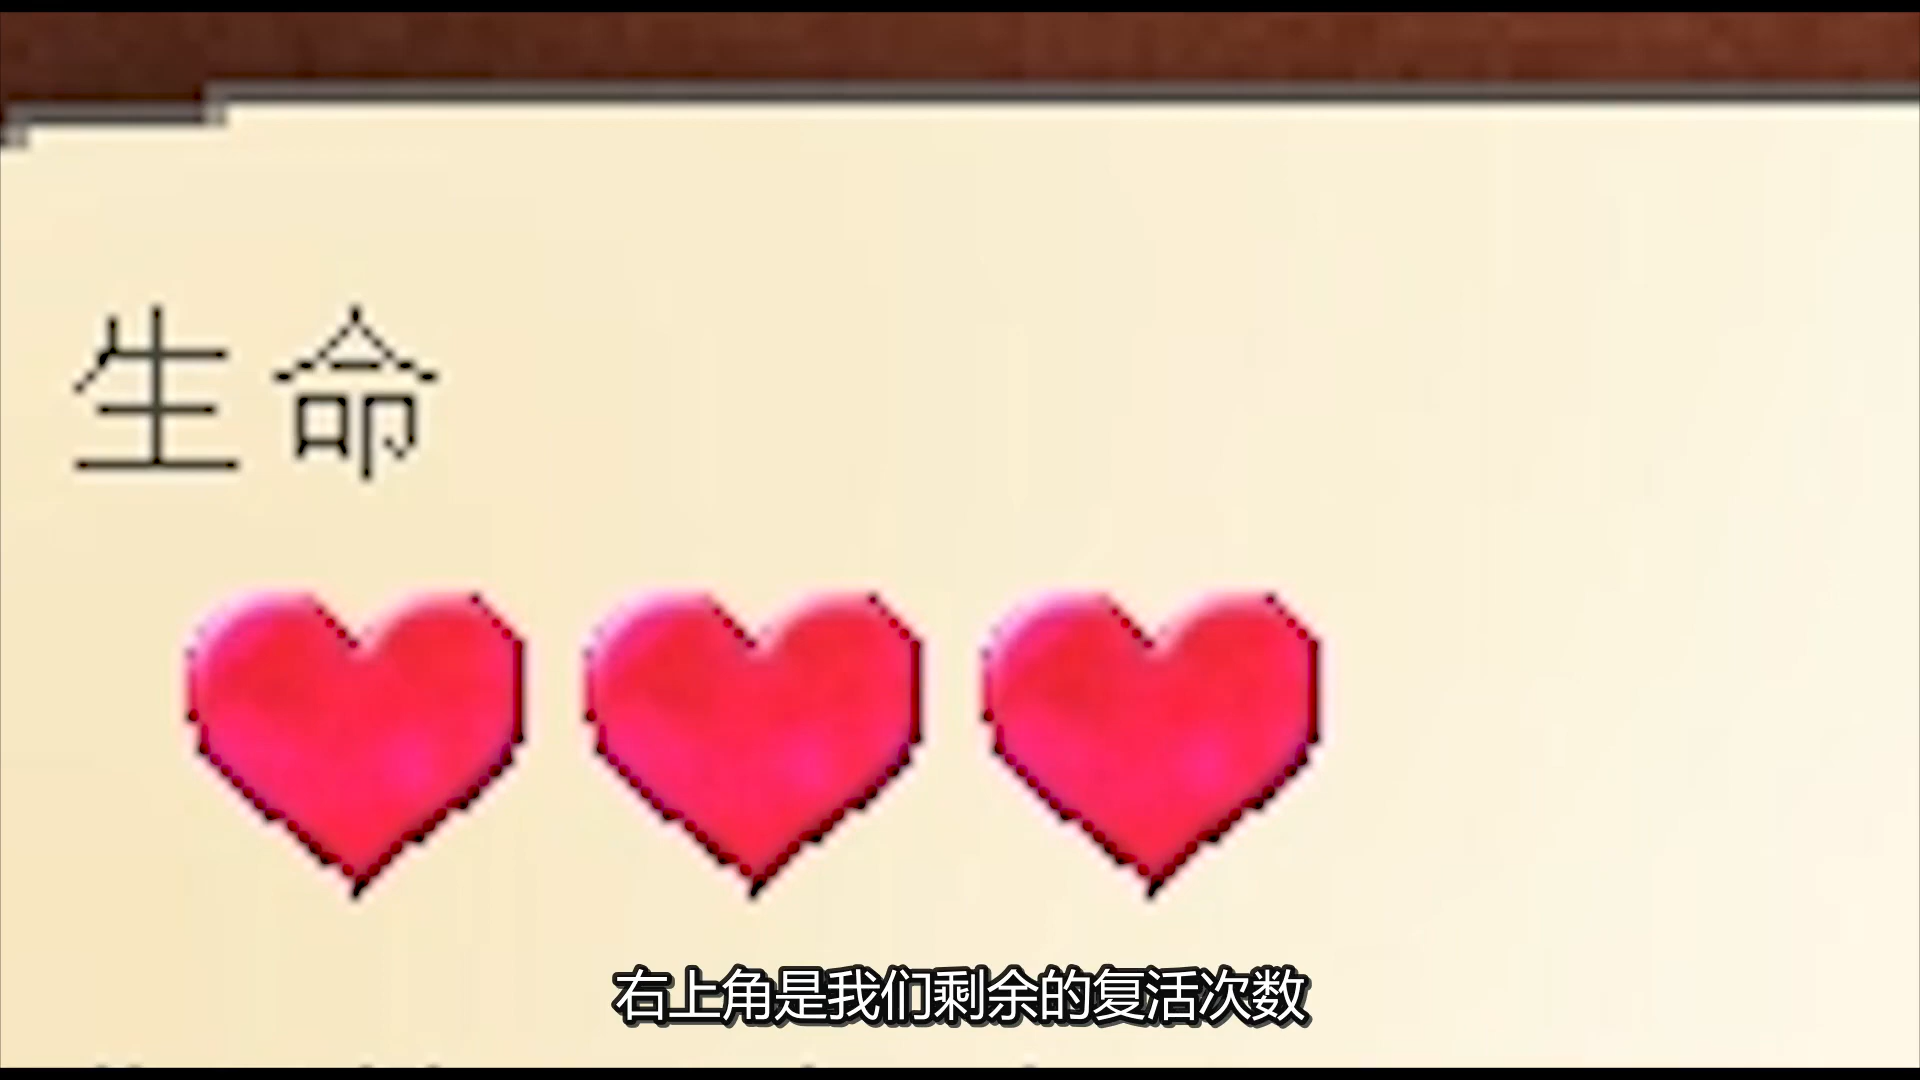 生命
右上角是我们剩余的复活次数